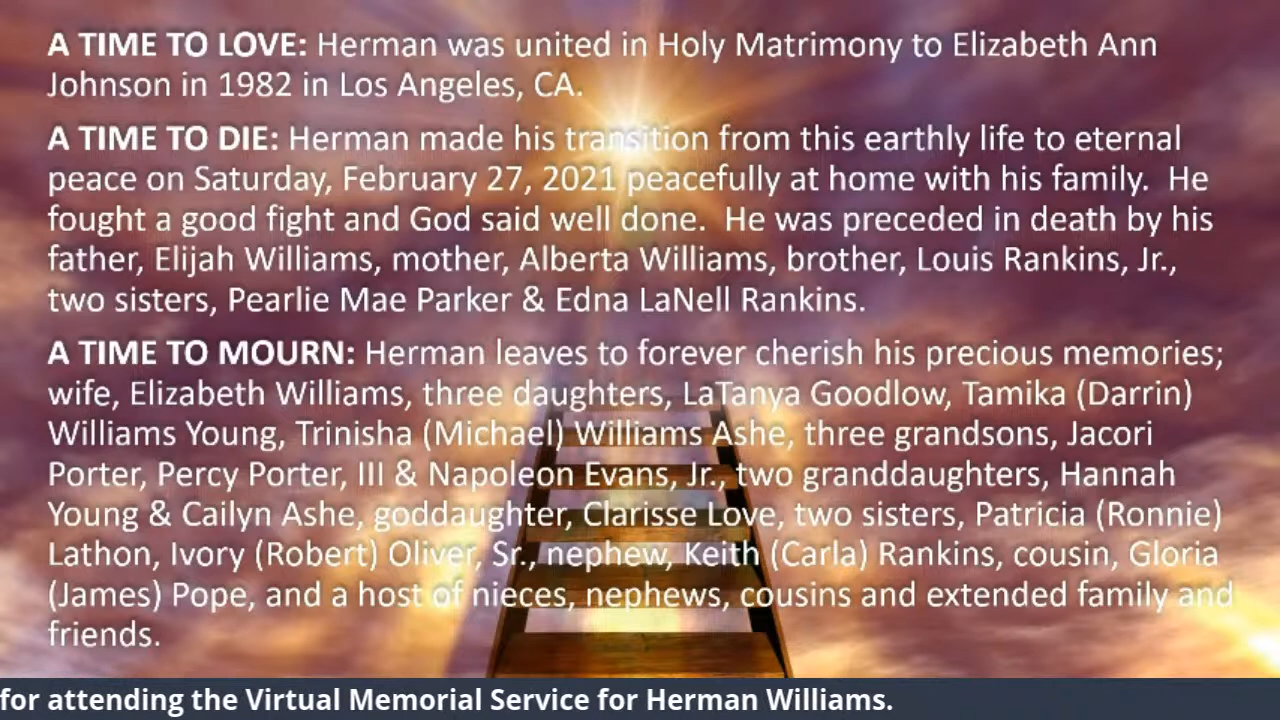 A TIME TO LOVE: Herman was united in Holy Matrimony to Elizabeth Ann
Johnson in 1982 in Los Angeles, CA.
A TIME TO DIE: Herman made his transition from this earthly life to eternal
peace on Saturday, February 27, 2021 peacefully at home with his family.  He
fought a good fight and God said well done.  He was preceded in death by his
father, Elijah Williams, mother, Alberta Williams, brother, Louis Rankins, Jr.,
two sisters, Pearlie Mae Parker & Edna LaNell Rankins.
A TIME TO MOURN: Herman leaves to forever cherish his precious memories;
wife, Elizabeth Williams, three daughters, LaTanya Goodlow, Tamika (Darrin)
Williams Young, Trinisha (Michael) Williams Ashe, three grandsons, Jacori
Porter, Percy Porter, III & Napoleon Evans, Jr., two granddaughters, Hannah
Young & Cailyn Ashe, goddaughter, Clarisse Love, two sisters, Patricia (Ronnie)
Lathon, Ivory (Robert) Oliver, Sr., nephew, Keith (Carla) Rankins, cousin, Gloria
(James) Pope, and a host of nieces, nephews, cousins and extended family and
friends.
for attending the Virtual Memorial Service for Herman Williams.